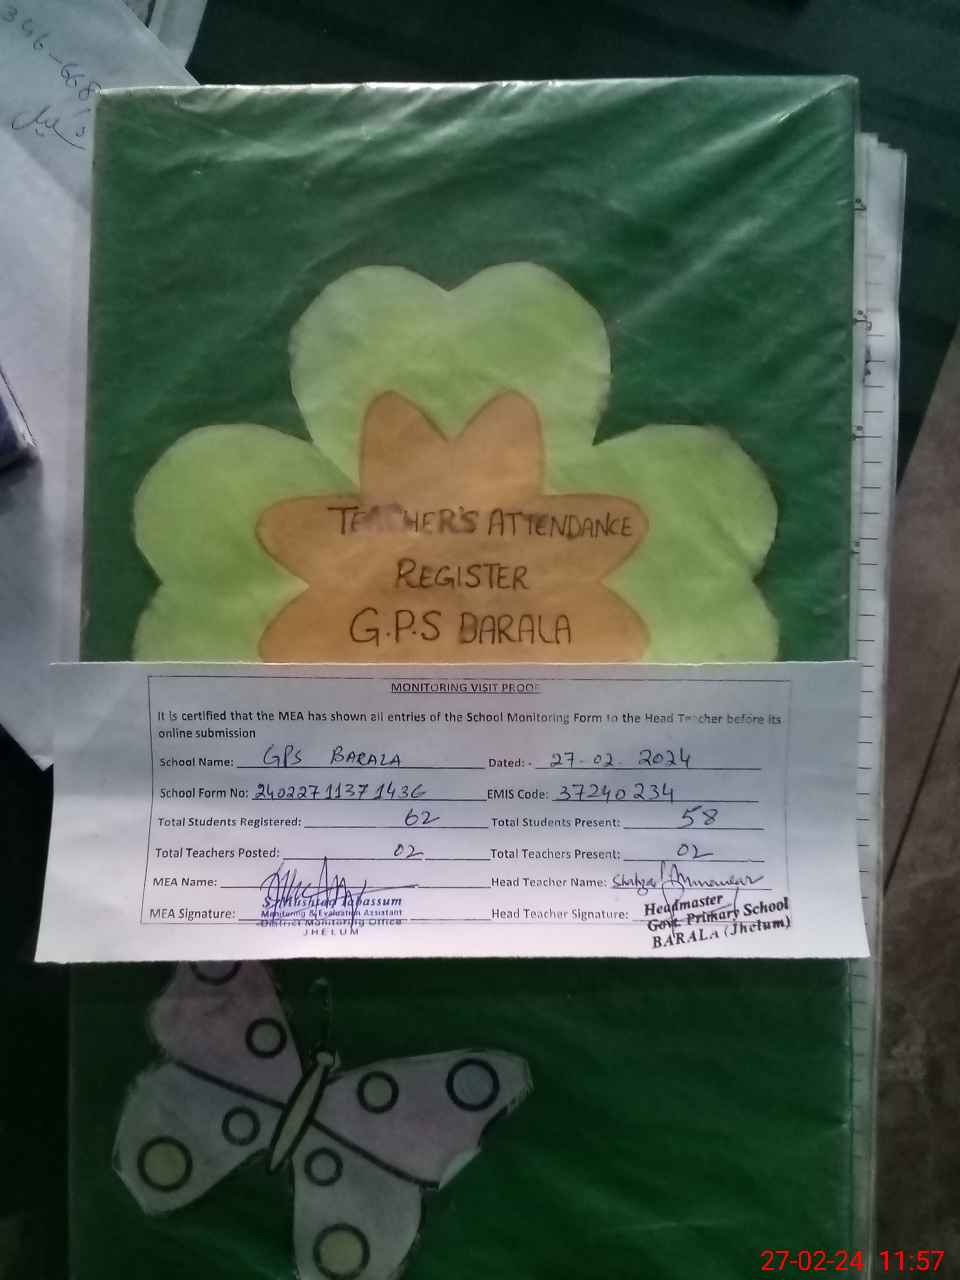 346-668
TEACHER'S ATTENDANCE
REGISTER
G.P.S BARALA
MONITORING VISIT PROOF
It is certified that the MEA has shown all entries of the School Monitoring Form to the Head Teacher before its
online submission
School Name: GPS BARALA Dated: - 27-02-2024
School Form No: 2402271137 1436 EMIS Code: 37240234
Total Students Registered: 62 Total Students Present: 58
Total Teachers Posted: 02 Total Teachers Present: 02
MEA Name: Head Teacher Name:
MEA Signature: Head Teacher Signature:
Tabassum
Monitoring & Evaluation Assistant
District Monitoring Office
JHELUM
Headmaster
Govt. Primary School
BARALA (Jhelum)
27-02-24 11:57